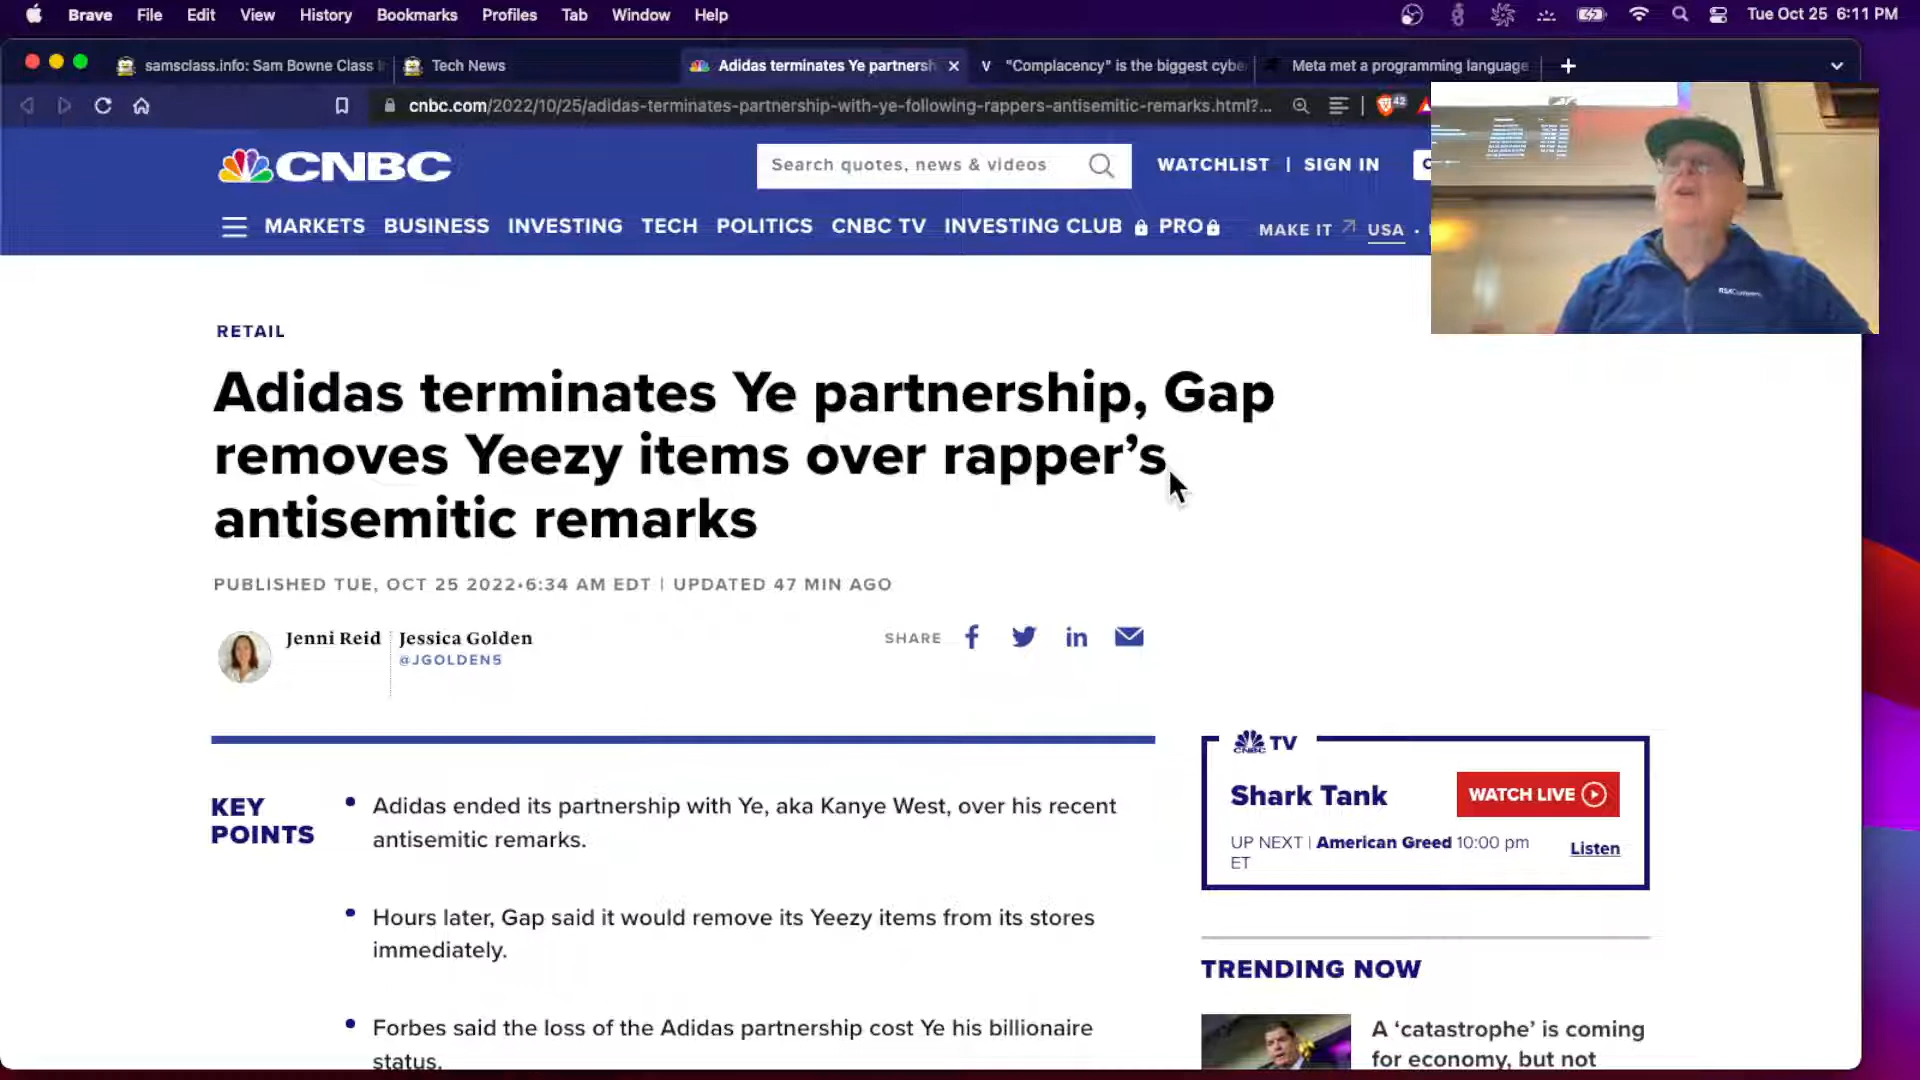 Brave File Edit View History Bookmarks Profiles Tab Window Help
Tue Oct 25 6:11 PM
samsclass.info: Sam Bowne Class
Tech News
Adidas terminates Ye partnersh
V "Complacency" is the biggest cybe
Meta met a programming language
cnbc.com/2022/10/25/adidas-terminates-partnership-with-ye-following-rappers-antisemitic-remarks.html?...
42
CNBC
Search quotes, news & videos
WATCHLIST | SIGN IN
MARKETS BUSINESS INVESTING TECH POLITICS CNBC TV INVESTING CLUB PRO MAKE IT USA •
RETAIL
Adidas terminates Ye partnership, Gap
removes Yeezy items over rapper's
antisemitic remarks
PUBLISHED TUE, OCT 25 2022•6:34 AM EDT | UPDATED 47 MIN AGO
Jenni Reid
Jessica Golden
@JGOLDEN5
SHARE
KEY
POINTS
• Adidas ended its partnership with Ye, aka Kanye West, over his recent
antisemitic remarks.
• Hours later, Gap said it would remove its Yeezy items from its stores
immediately.
• Forbes said the loss of the Adidas partnership cost Ye his billionaire
status.
CNBC TV
Shark Tank
WATCH LIVE
UP NEXT | American Greed 10:00 pm
ET
Listen
TRENDING NOW
A ‘catastrophe’ is coming
for economy, but not